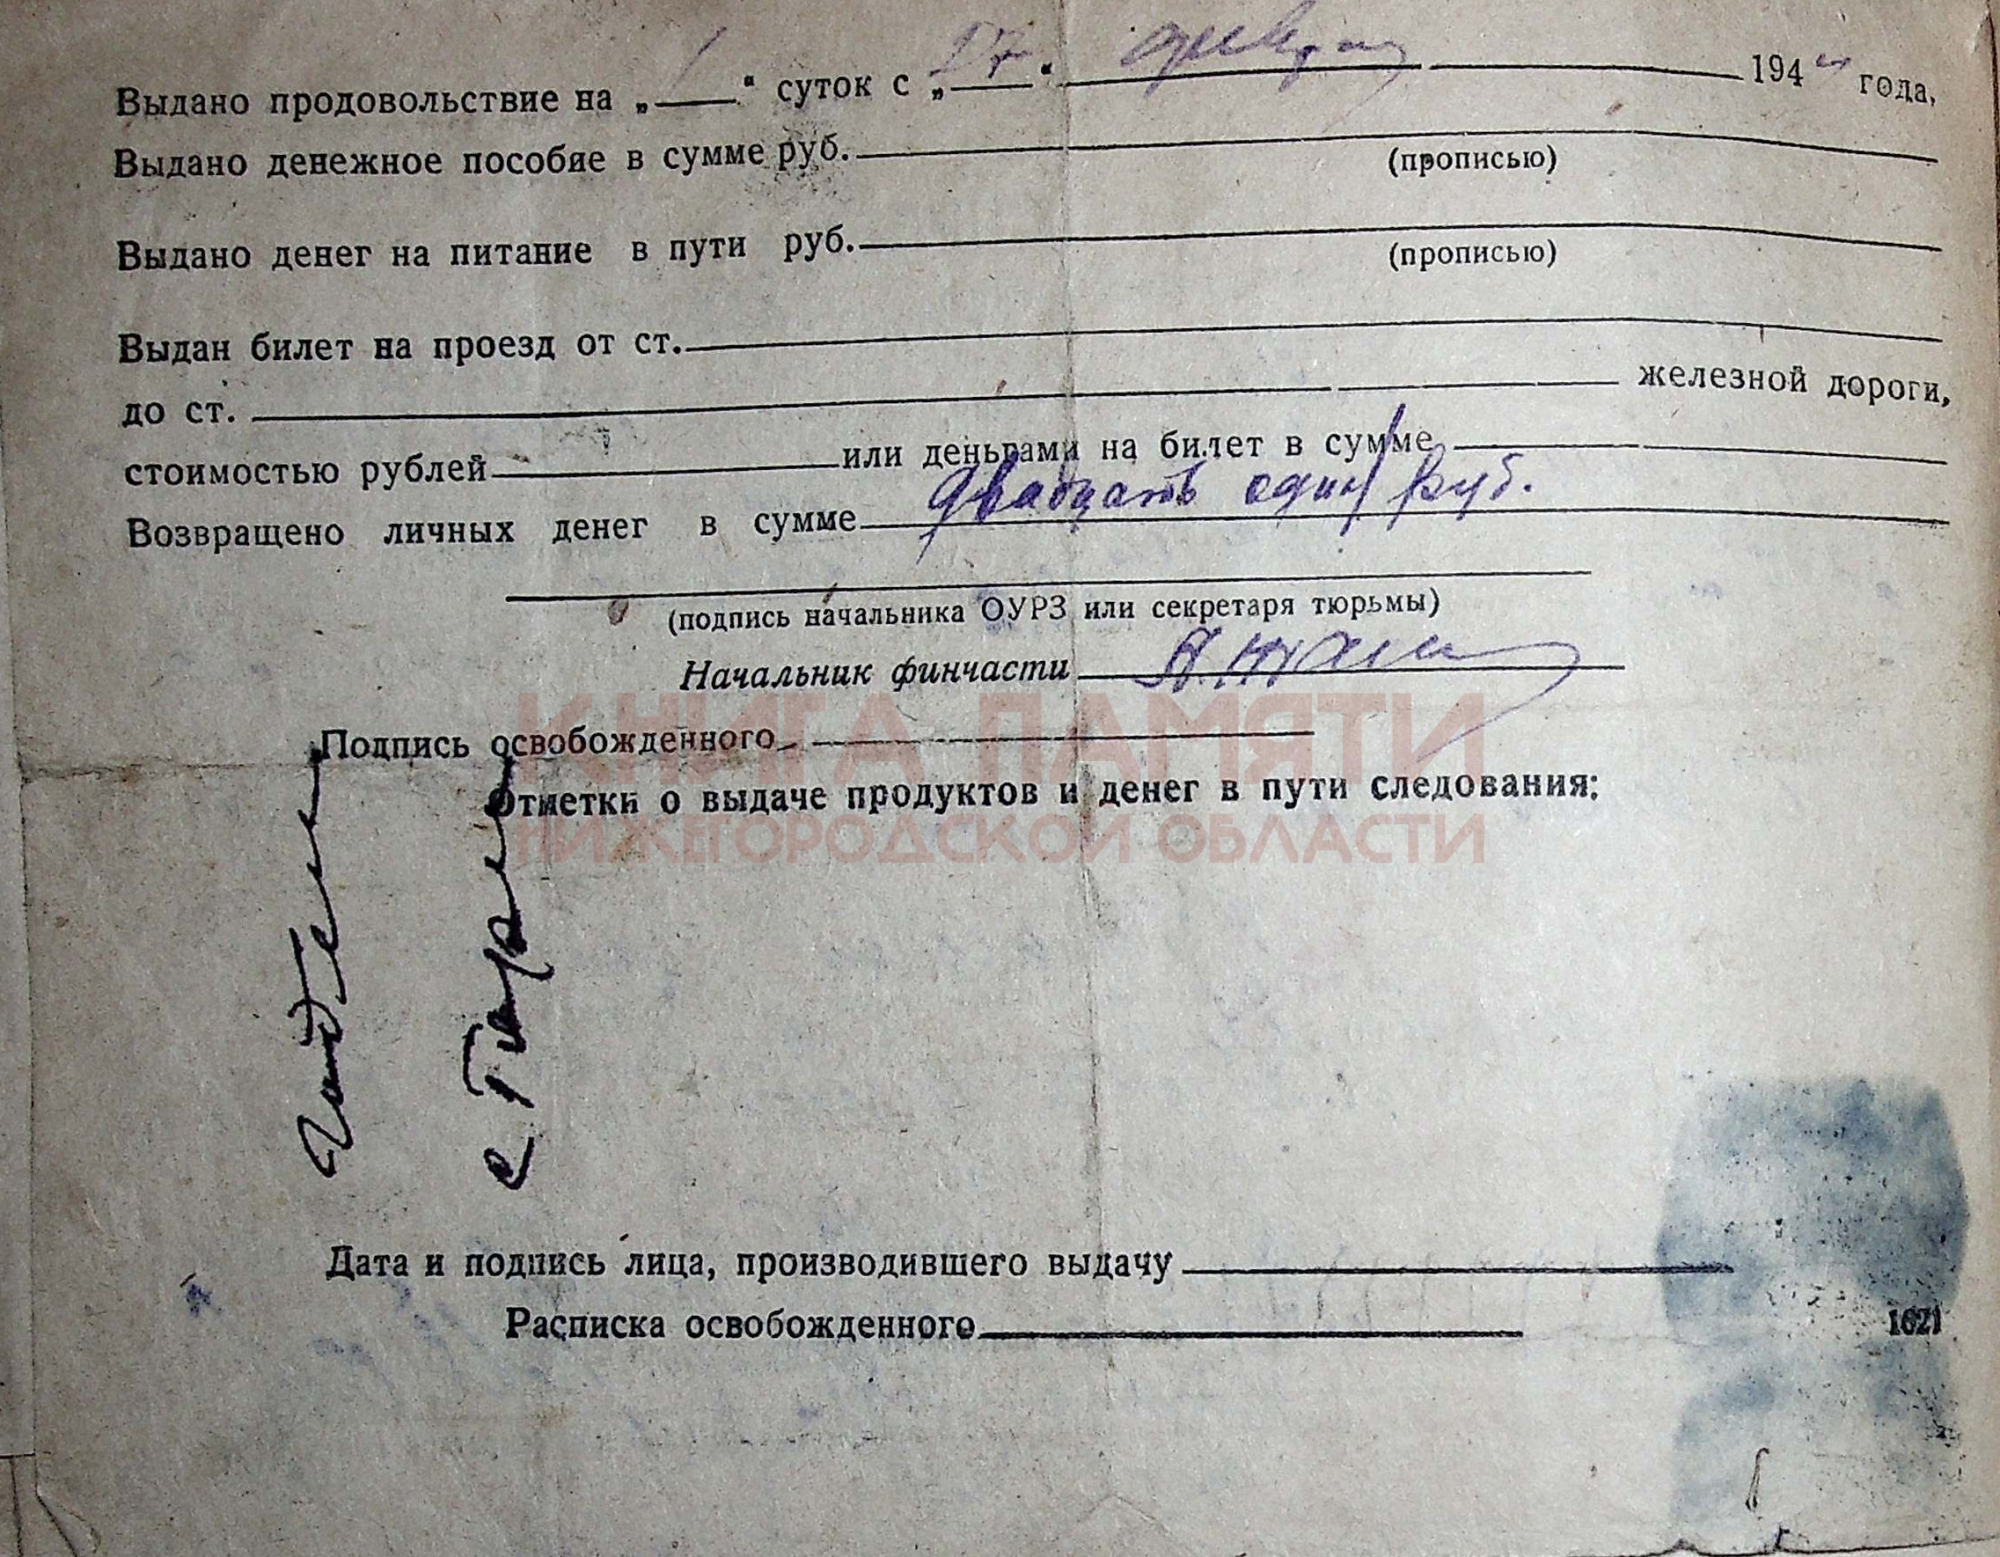 Выдано продовольствие на „ 1 “ суток с „ “ февраля 194 года,
Выдано денежное пособие в сумме руб.
(прописью)
Выдано денег на питание в пути руб.
(прописью)
Выдан билет на проезд от ст.
до ст. железной дороги,
стоимостью рублей или деньгами на билет в сумме
Возвращено личных денег в сумме двадцать один руб.
(подпись начальника ОУРЗ или секретаря тюрьмы)
Начальник финчасти
Подпись освобожденного
КНИГА ПАМЯТИ
Отметки о выдаче продуктов и денег в пути следования:
НИЖЕГОРОДСКОЙ ОБЛАСТИ
Дата и подпись лица, производившего выдачу
Расписка освобожденного
1621